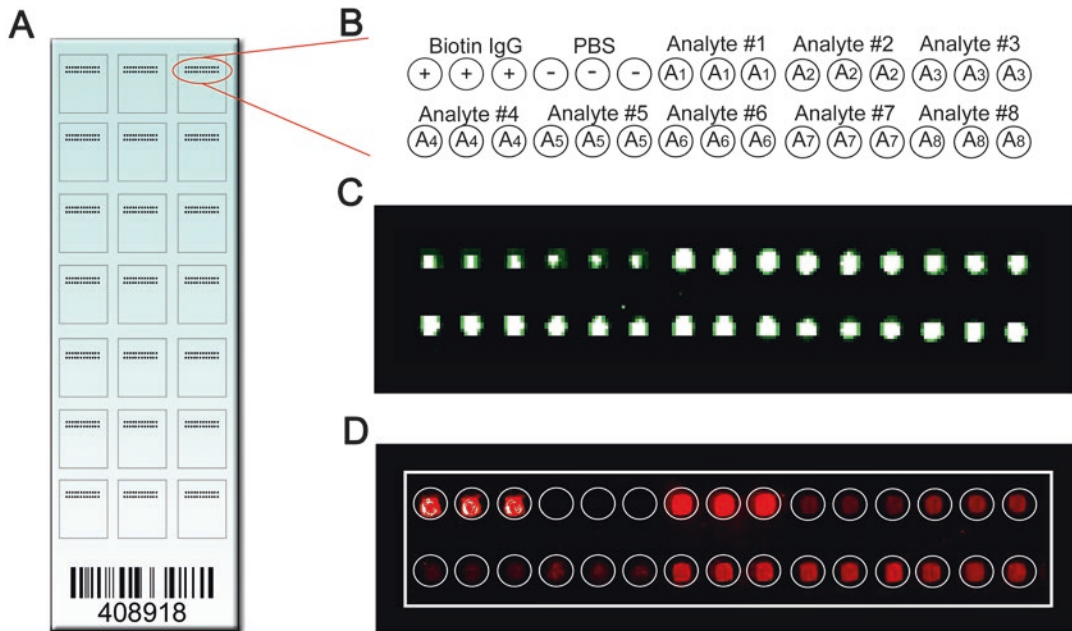 A
B
Biotin IgG PBS Analyte #1 Analyte #2 Analyte #3
+ + + - - - A1 A1 A1 A2 A2 A2 A3 A3 A3
Analyte #4 Analyte #5 Analyte #6 Analyte #7 Analyte #8
A4 A4 A4 A5 A5 A5 A6 A6 A6 A7 A7 A7 A8 A8 A8
C
D
408918